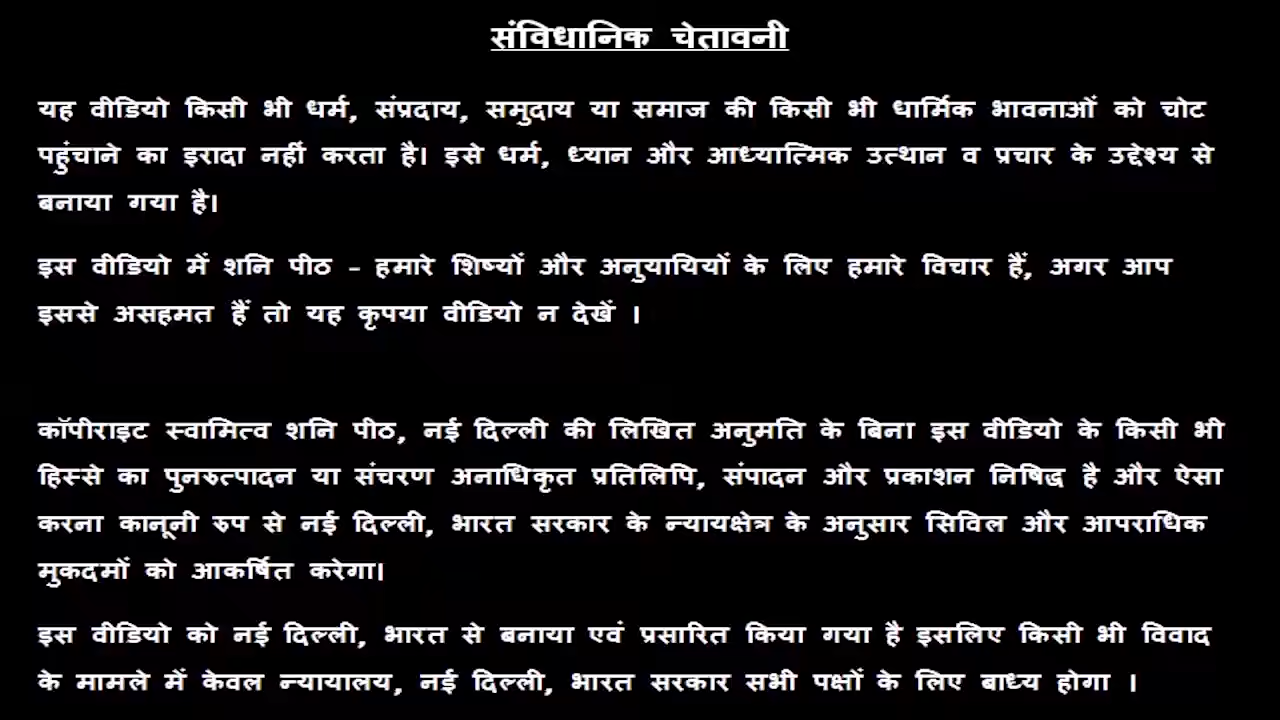 संविधानिक चेतावनी
यह वीडियो किसी भी धर्म, संप्रदाय, समुदाय या समाज की किसी भी धार्मिक भावनाओं को चोट
पहुंचाने का इरादा नहीं करता है। इसे धर्म, ध्यान और आध्यात्मिक उत्थान व प्रचार के उद्देश्य से
बनाया गया है।
इस वीडियो में शनि पीठ – हमारे शिष्यों और अनुयायियों के लिए हमारे विचार हैं, अगर आप
इससे असहमत हैं तो यह कृपया वीडियो न देखें ।
कॉपीराइट स्वामित्व शनि पीठ, नई दिल्ली की लिखित अनुमति के बिना इस वीडियो के किसी भी
हिस्से का पुनरुत्पादन या संचरण अनाधिकृत प्रतिलिपि, संपादन और प्रकाशन निषिद्ध है और ऐसा
करना कानूनी रुप से नई दिल्ली, भारत सरकार के न्यायक्षेत्र के अनुसार सिविल और आपराधिक
मुकदमों को आकर्षित करेगा।
इस वीडियो को नई दिल्ली, भारत से बनाया एवं प्रसारित किया गया है इसलिए किसी भी विवाद
के मामले में केवल न्यायालय, नई दिल्ली, भारत सरकार सभी पक्षों के लिए बाध्य होगा ।